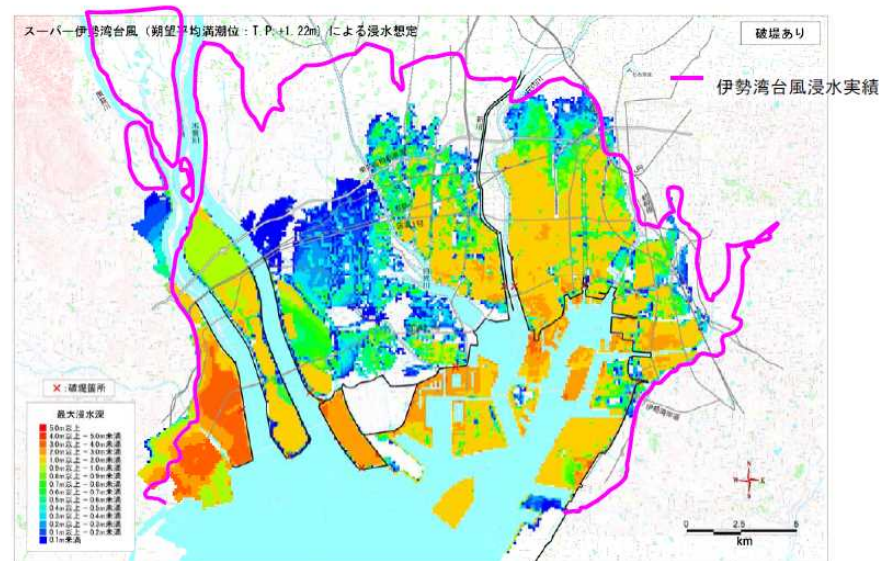 スーパー伊勢湾台風（朔望平均満潮位：T.P.+1.22m）による浸水想定
破堤あり
伊勢湾台風浸水実績
×:破堤箇所
最大浸水深
5.0m以上
4.0m以上－5.0m未満
3.0m以上－4.0m未満
2.0m以上－3.0m未満
1.0m以上－2.0m未満
0.9m以上－1.0m未満
0.8m以上－0.9m未満
0.7m以上－0.8m未満
0.6m以上－0.7m未満
0.5m以上－0.6m未満
0.4m以上－0.5m未満
0.3m以上－0.4m未満
0.2m以上－0.3m未満
0.1m以上－0.2m未満
0.1m未満
伊勢湾岸道
0 2.5 5
km